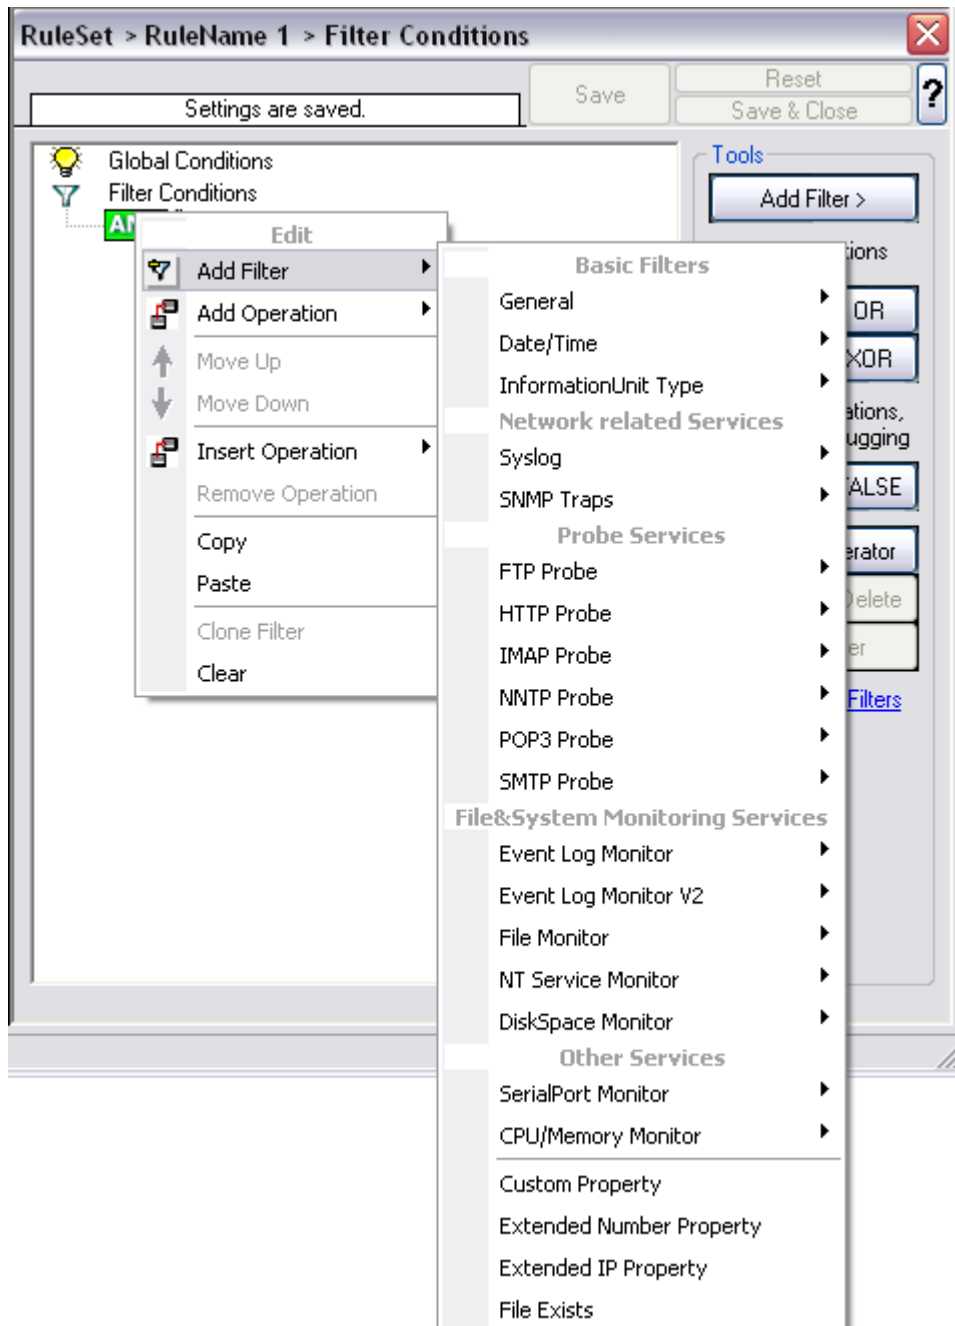 RuleSet > RuleName 1 > Filter Conditions
Settings are saved.
Save
Reset
Save & Close
?
Global Conditions
Filter Conditions
Tools
Add Filter >
OR
XOR
Filters
Edit
Add Filter
Add Operation
Move Up
Move Down
Insert Operation
Remove Operation
Copy
Paste
Clone Filter
Clear
Basic Filters
General
Date/Time
InformationUnit Type
Network related Services
Syslog
SNMP Traps
Probe Services
FTP Probe
HTTP Probe
IMAP Probe
NNTP Probe
POP3 Probe
SMTP Probe
File&System Monitoring Services
Event Log Monitor
Event Log Monitor V2
File Monitor
NT Service Monitor
DiskSpace Monitor
Other Services
SerialPort Monitor
CPU/Memory Monitor
Custom Property
Extended Number Property
Extended IP Property
File Exists